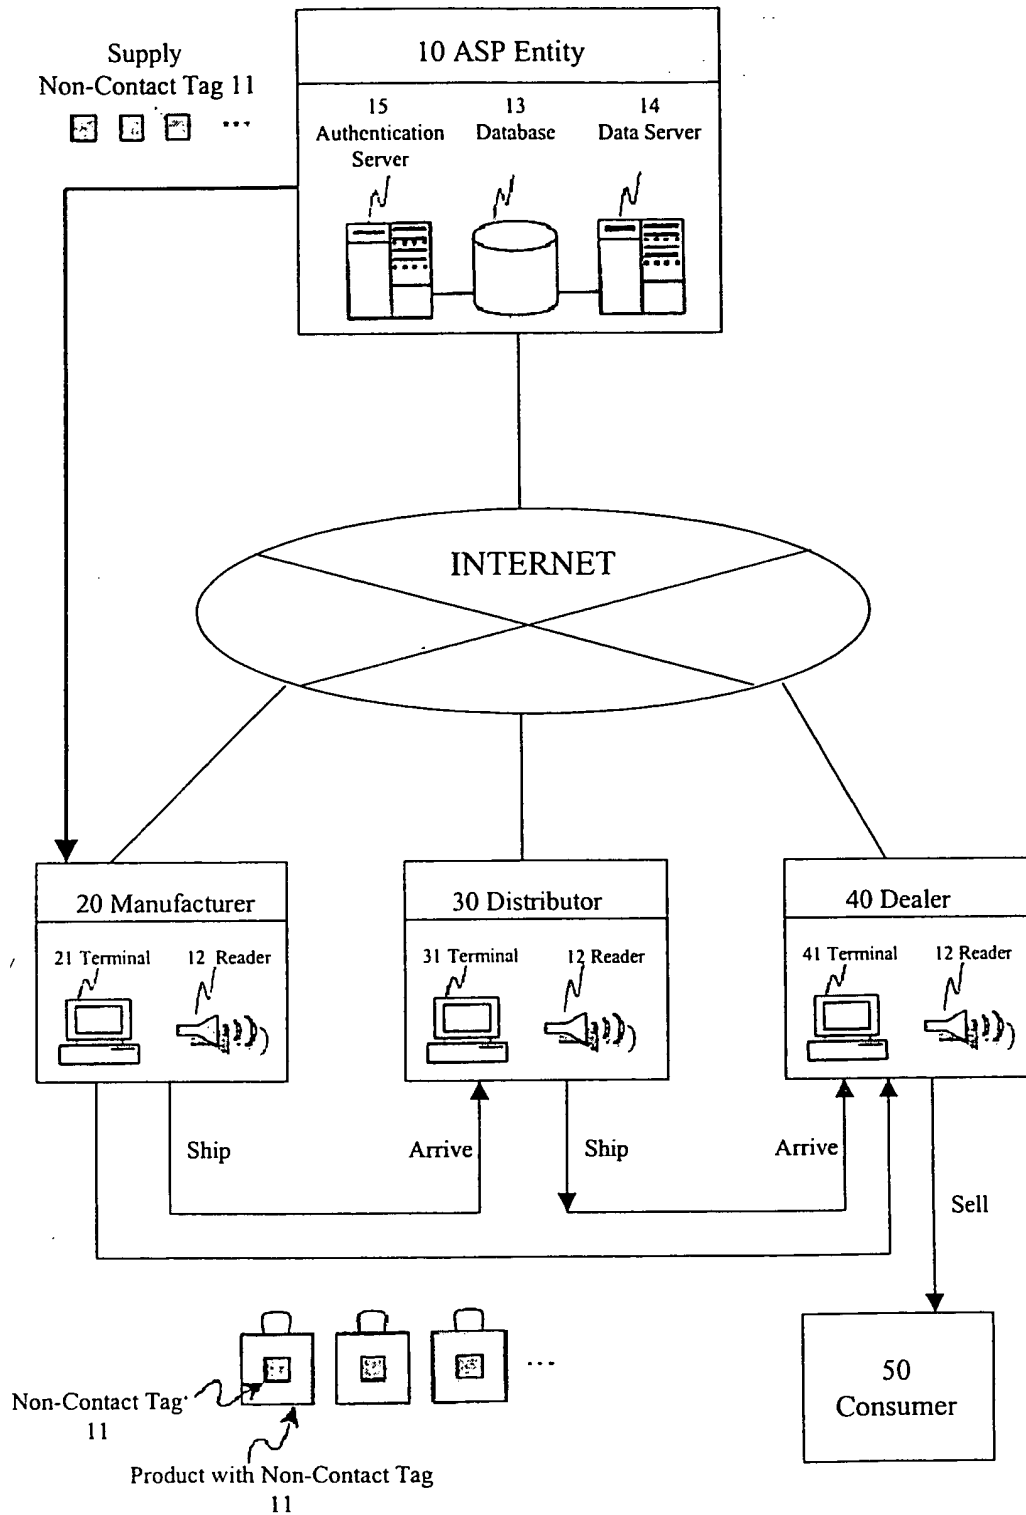 10 ASP Entity
Supply
Non-Contact Tag 11
...
15
Authentication
Server
13
Database
14
Data Server
INTERNET
20 Manufacturer
21 Terminal
12 Reader
30 Distributor
31 Terminal
12 Reader
40 Dealer
41 Terminal
12 Reader
Ship
Arrive
Ship
Arrive
Sell
...
Non-Contact Tag
11
Product with Non-Contact Tag
11
50
Consumer